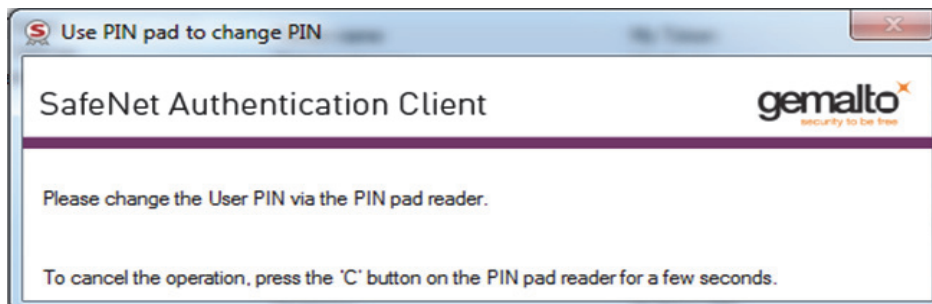 Use PIN pad to change PIN
SafeNet Authentication Client
gemalto
security to be free
Please change the User PIN via the PIN pad reader.
To cancel the operation, press the 'C' button on the PIN pad reader for a few seconds.